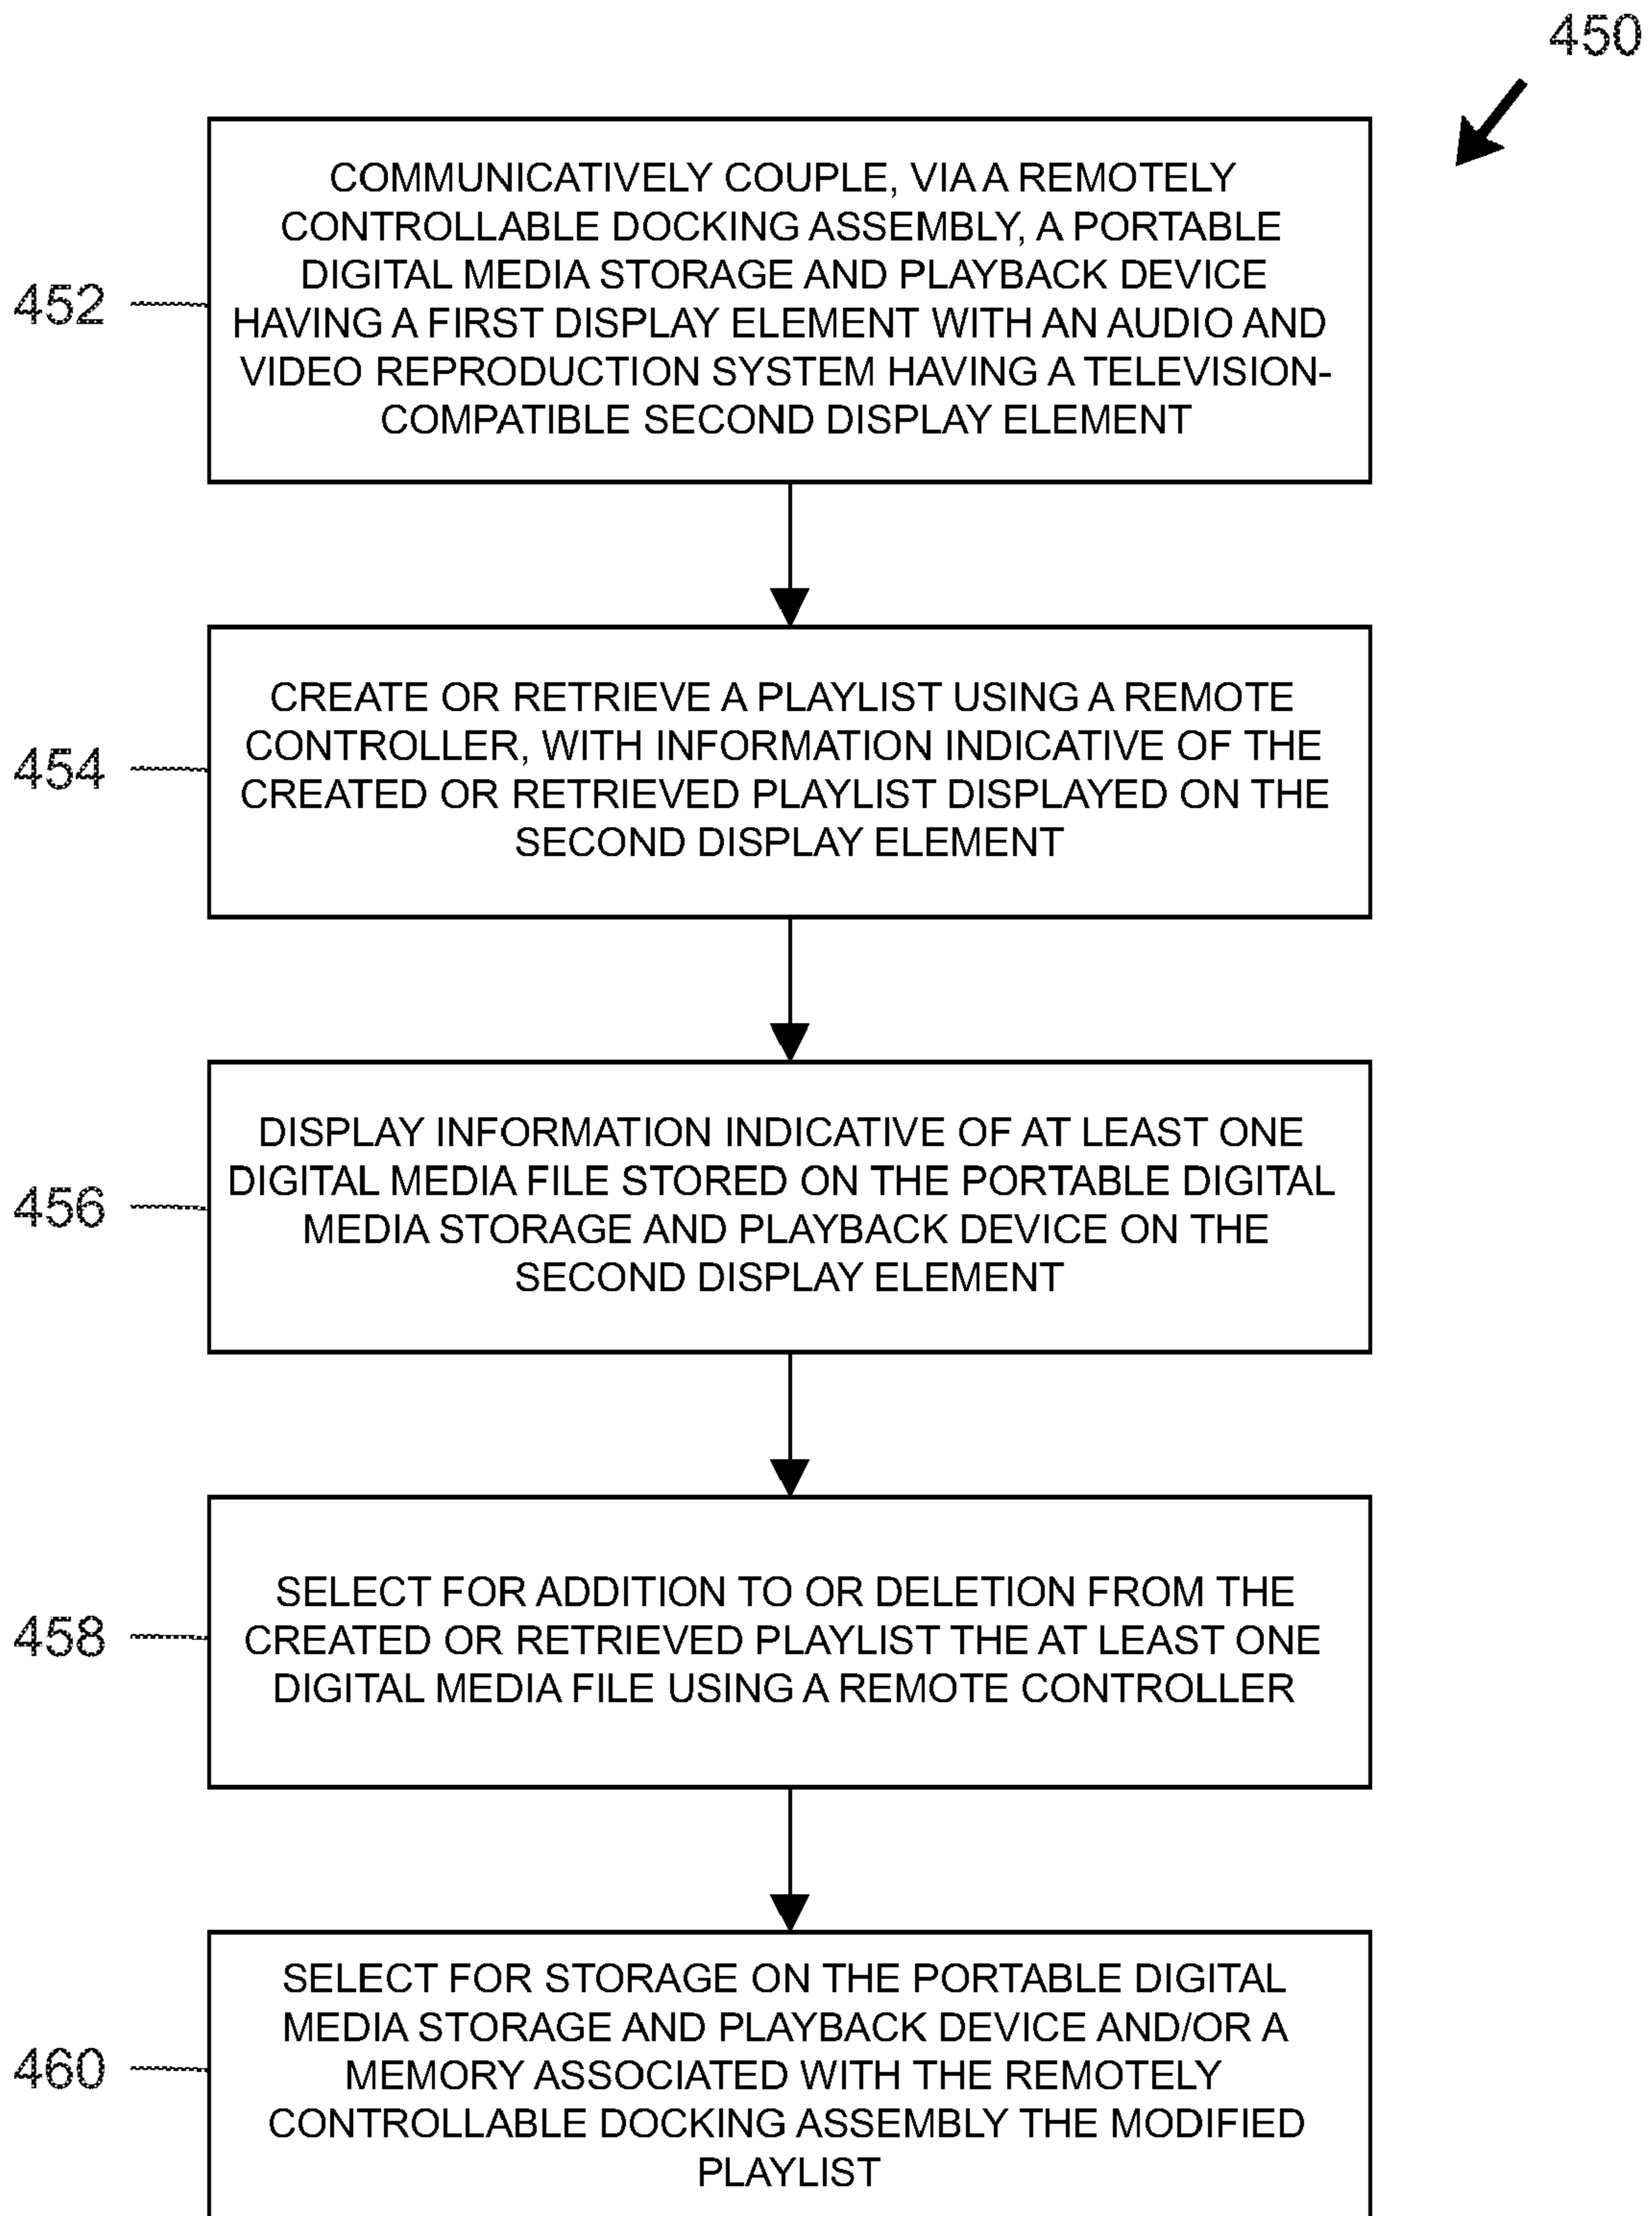 450
COMMUNICATIVELY COUPLE, VIA A REMOTELY
CONTROLLABLE DOCKING ASSEMBLY, A PORTABLE
DIGITAL MEDIA STORAGE AND PLAYBACK DEVICE
HAVING A FIRST DISPLAY ELEMENT WITH AN AUDIO AND
VIDEO REPRODUCTION SYSTEM HAVING A TELEVISION-
COMPATIBLE SECOND DISPLAY ELEMENT
452
CREATE OR RETRIEVE A PLAYLIST USING A REMOTE
CONTROLLER, WITH INFORMATION INDICATIVE OF THE
CREATED OR RETRIEVED PLAYLIST DISPLAYED ON THE
SECOND DISPLAY ELEMENT
454
DISPLAY INFORMATION INDICATIVE OF AT LEAST ONE
DIGITAL MEDIA FILE STORED ON THE PORTABLE DIGITAL
MEDIA STORAGE AND PLAYBACK DEVICE ON THE
SECOND DISPLAY ELEMENT
456
SELECT FOR ADDITION TO OR DELETION FROM THE
CREATED OR RETRIEVED PLAYLIST THE AT LEAST ONE
DIGITAL MEDIA FILE USING A REMOTE CONTROLLER
458
SELECT FOR STORAGE ON THE PORTABLE DIGITAL
MEDIA STORAGE AND PLAYBACK DEVICE AND/OR A
MEMORY ASSOCIATED WITH THE REMOTELY
CONTROLLABLE DOCKING ASSEMBLY THE MODIFIED
PLAYLIST
460